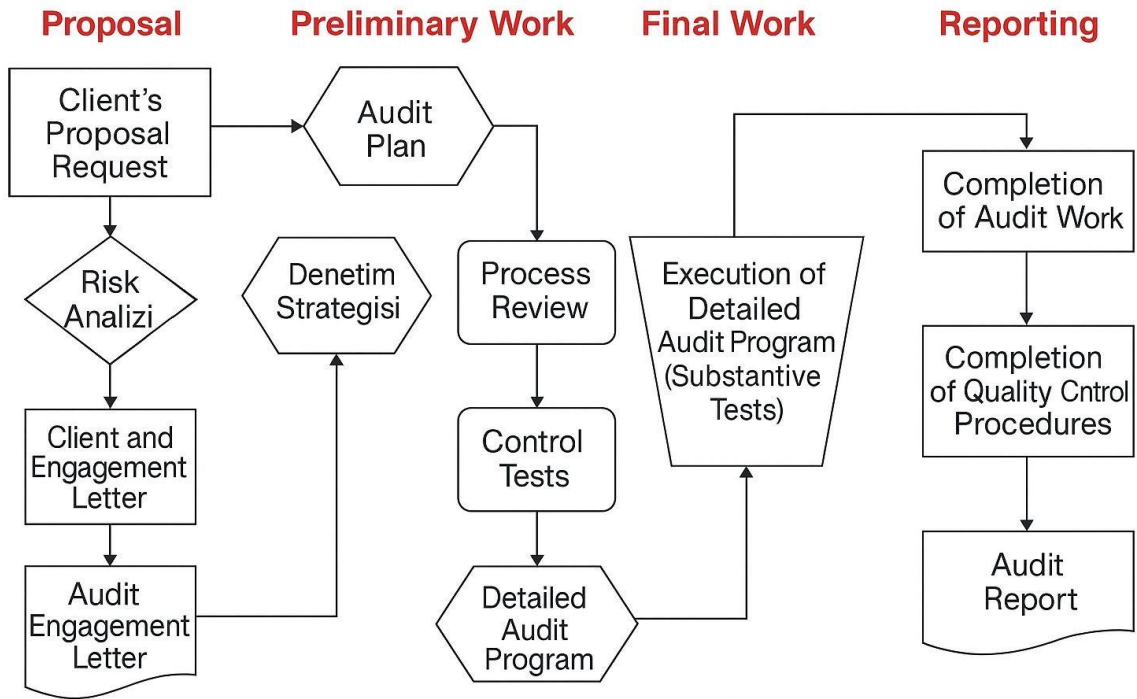 Proposal
Preliminary Work
Final Work
Reporting
Client's
Proposal
Request
Risk
Analizi
Client and
Engagement
Letter
Audit
Engagement
Letter
Audit
Plan
Denetim
Strategisi
Process
Review
Control
Tests
Detailed
Audit
Program
Execution of
Detailed
Audit Program
(Substantive
Tests)
Completion
of Audit Work
Completion
of Quality Cntrol
Procedures
Audit
Report